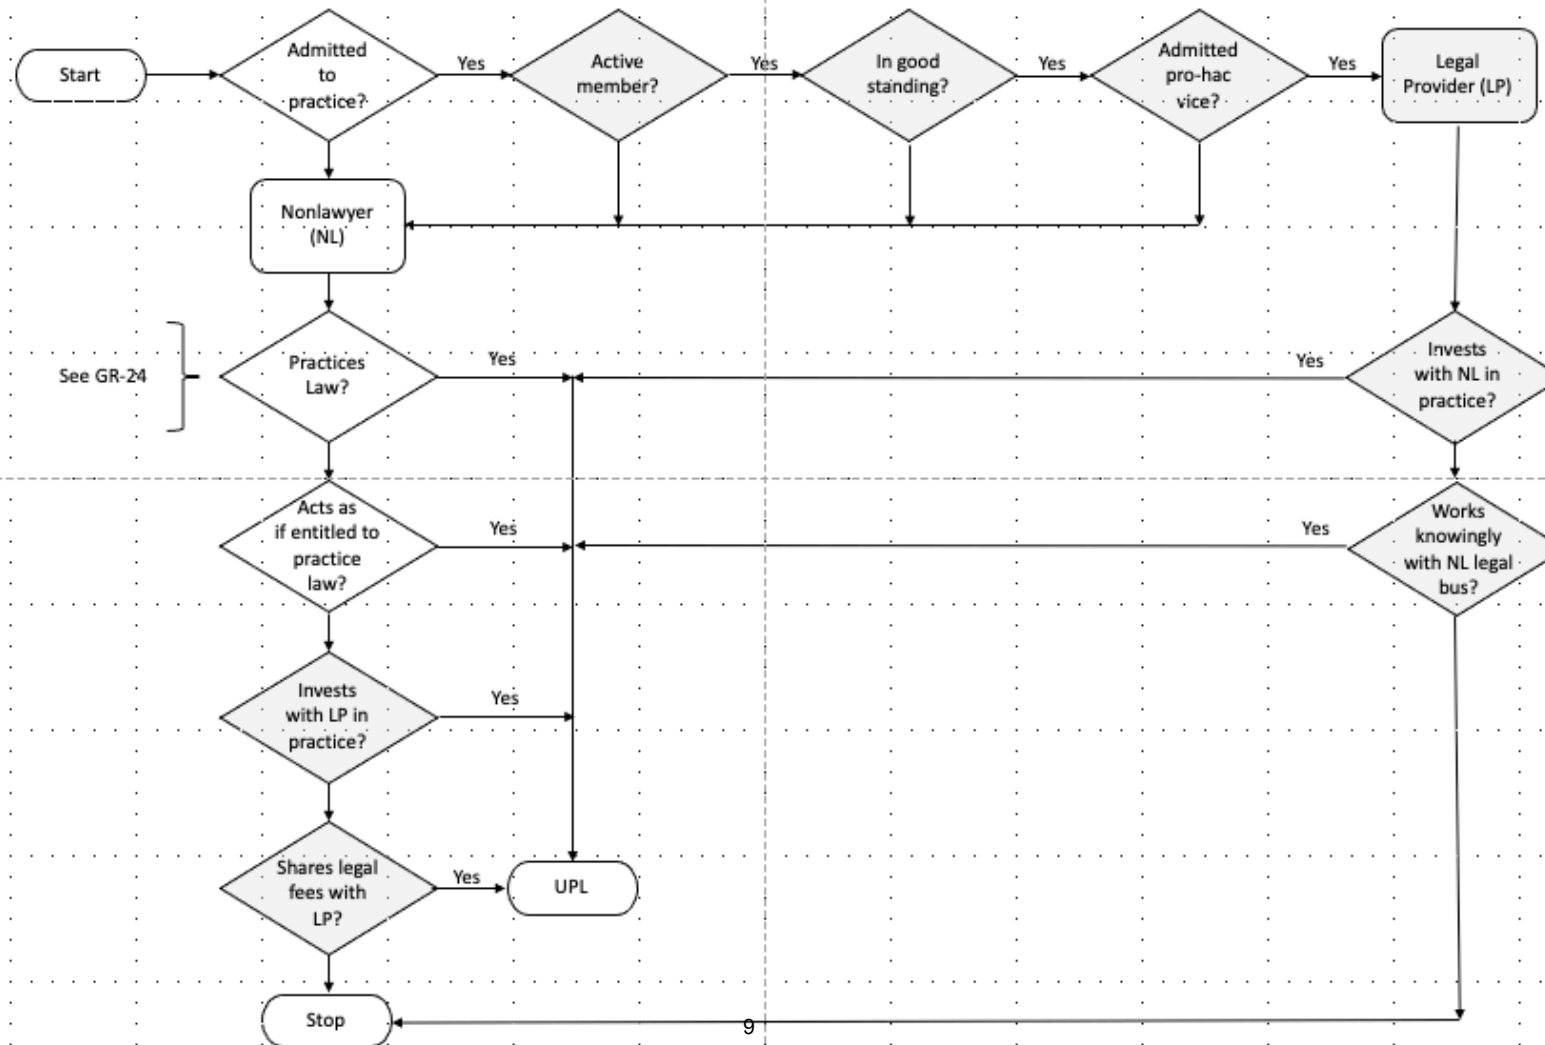 Start
Admitted
to
practice?
Yes
Active
member?
Yes
In good
standing?
Yes
Admitted
pro-hac
vice?
Yes
Legal
Provider (LP)
Nonlawyer
(NL)
See GR-24
Practices
Law?
Yes
Yes
Invests
with NL in
practice?
Acts as
if entitled to
practice
law?
Yes
Yes
Works
knowingly
with NL legal
bus?
Invests
with LP in
practice?
Yes
Shares legal
fees with
LP?
Yes
UPL
Stop
9